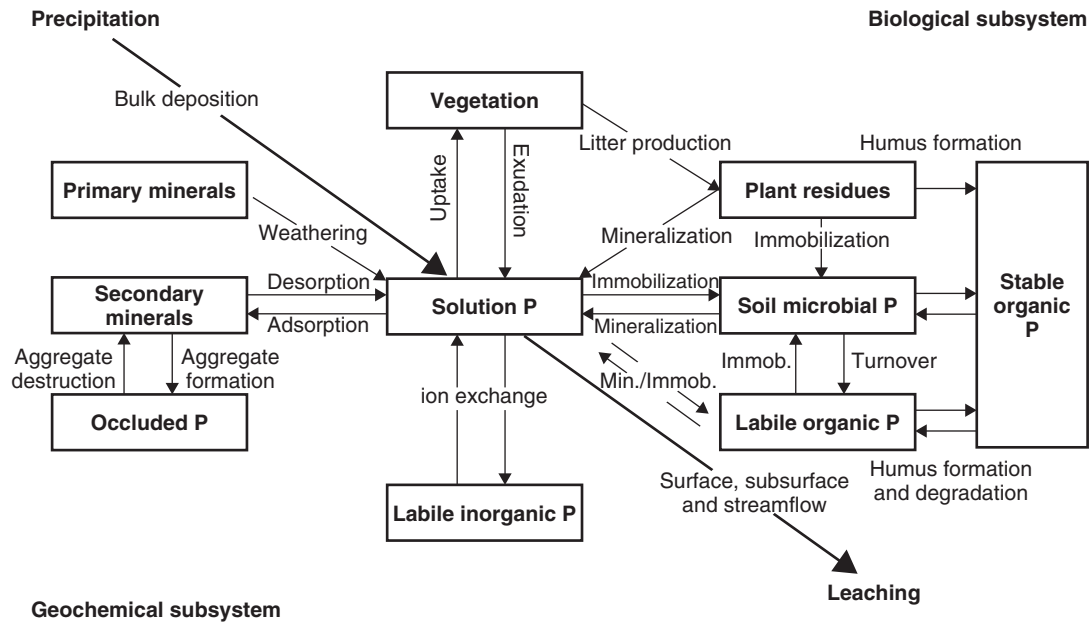 Precipitation
Biological subsystem
Bulk deposition
Vegetation
Litter production
Humus formation
Primary minerals
Uptake
Exudation
Plant residues
Weathering
Mineralization
Immobilization
Secondary
minerals
Desorption
Adsorption
Solution P
Immobilization
Mineralization
Soil microbial P
Stable
organic
P
Aggregate
destruction
Aggregate
formation
ion exchange
Min./Immob.
Immob.
Turnover
Occluded P
Labile organic P
Labile inorganic P
Surface, subsurface
and streamflow
Humus formation
and degradation
Leaching
Geochemical subsystem